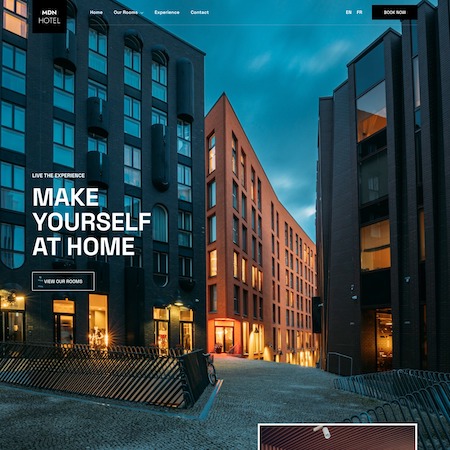 MDN
HOTEL
Home
Our Rooms
Experience
Contact
EN
FR
BOOK NOW
LIVE THE EXPERIENCE
MAKE
YOURSELF
AT HOME
VIEW OUR ROOMS